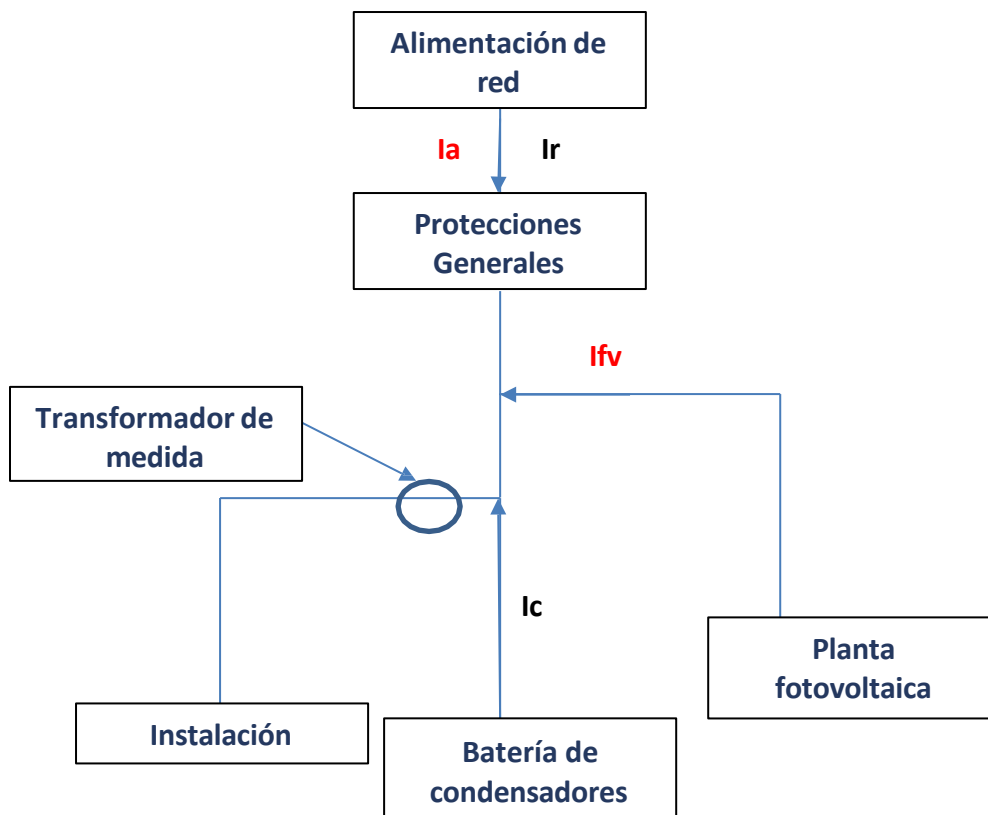 Alimentación de
red
Ia
Ir
Protecciones
Generales
Ifv
Transformador de
medida
Ic
Planta
fotovoltaica
Instalación
Batería de
condensadores